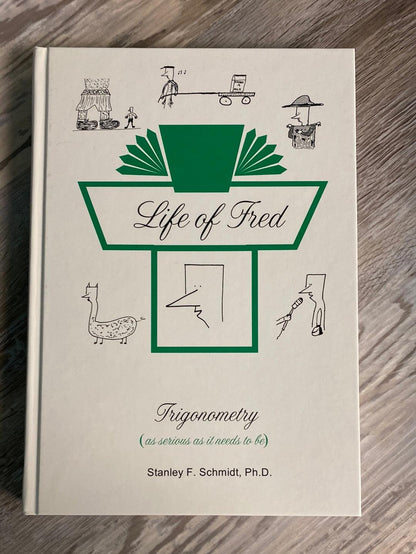 Life of Fred
Trigonometry
(as serious as it needs to be)
Stanley F. Schmidt, Ph.D.